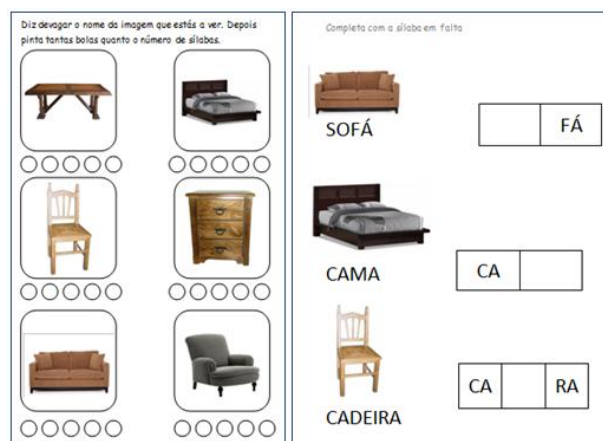 Diz devagar o nome da imagem que estás a ver. Depois
pinta tantas bolas quanto o número de sílabas.
Completa com a sílaba em falta
SOFÁ
FÁ
CAMA
CA
CADEIRA
CA RA